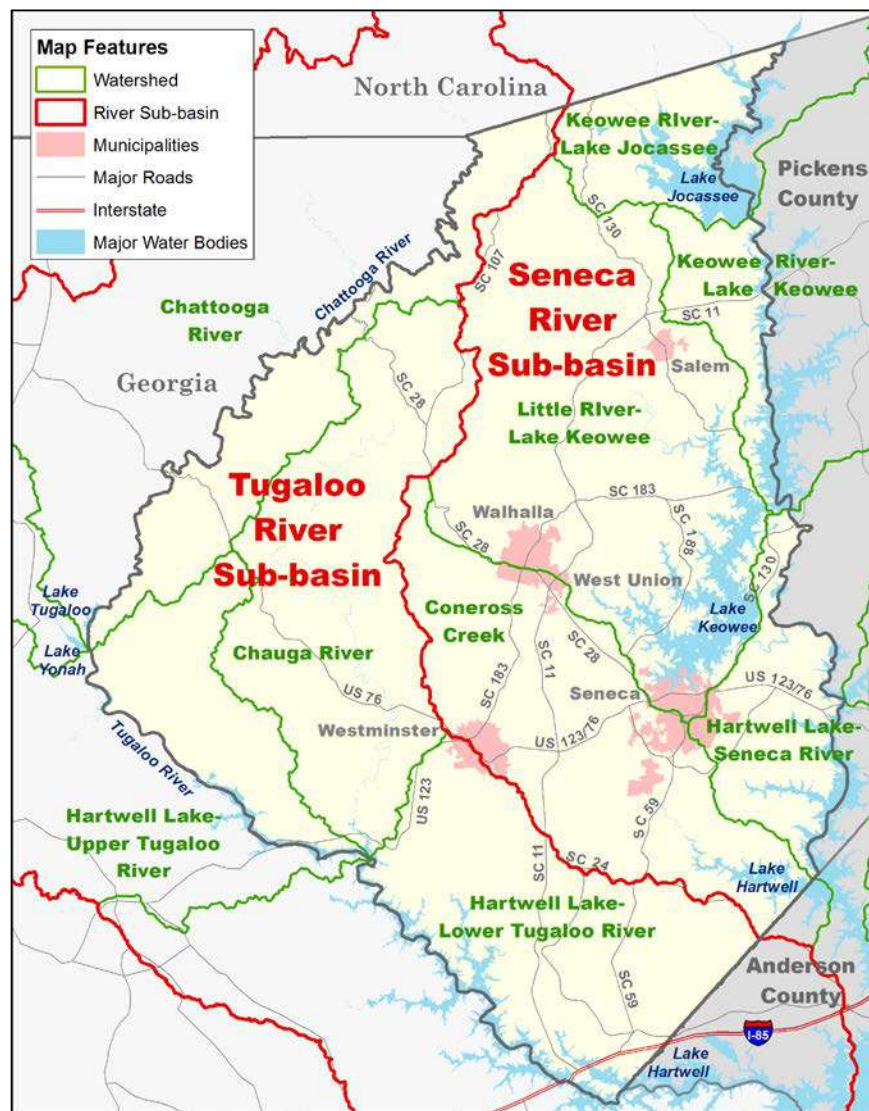 Map Features
Watershed
River Sub-basin
Municipalities
Major Roads
Interstate
Major Water Bodies
North Carolina
Keowee RIver-
Lake Jocassee
Lake
Jocassee
Pickens
County
SC 130
SC 107
Chattooga River
Chattooga
River
Georgia
Seneca
River
Sub-basin
Keowee River-
Lake Keowee
SC 11
Salem
SC 28
Little RIver-
Lake Keowee
Tugaloo
River
Sub-basin
Walhalla
SC 183
SC 188
SC 28
West Union
SC 130
Lake
Tugaloo
Lake
Yonah
Coneross
Creek
Lake
Keowee
Chauga River
SC 28
SC 183
SC 11
Seneca
US 123/76
US 76
Westminster
US 123/76
Hartwell Lake-
Seneca River
Tugaloo River
US 123
SC 59
Hartwell Lake-
Upper Tugaloo
River
SC 11
SC 24
Lake
Hartwell
Hartwell Lake-
Lower Tugaloo River
SC 59
Anderson
County
I-85
Lake
Hartwell